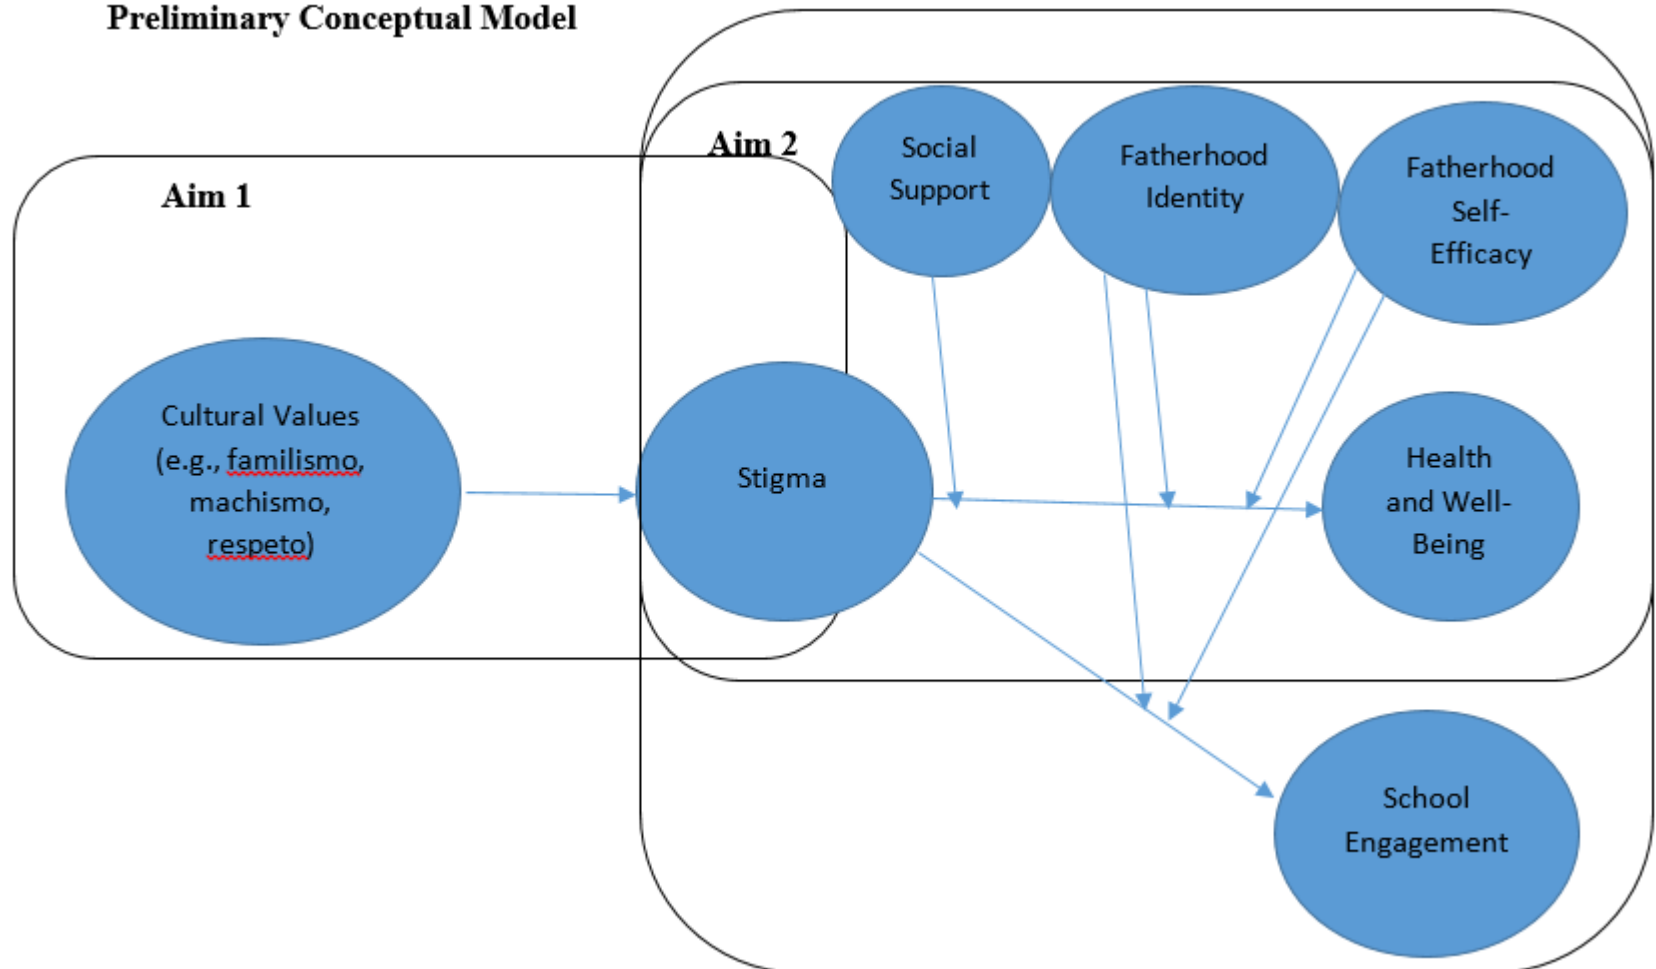 Preliminary Conceptual Model
Aim 1
Aim 2
Social
Support
Fatherhood
Identity
Fatherhood
Self-
Efficacy
Cultural Values
(e.g., familismo,
machismo,
respeto)
Stigma
Health
and Well-
Being
School
Engagement